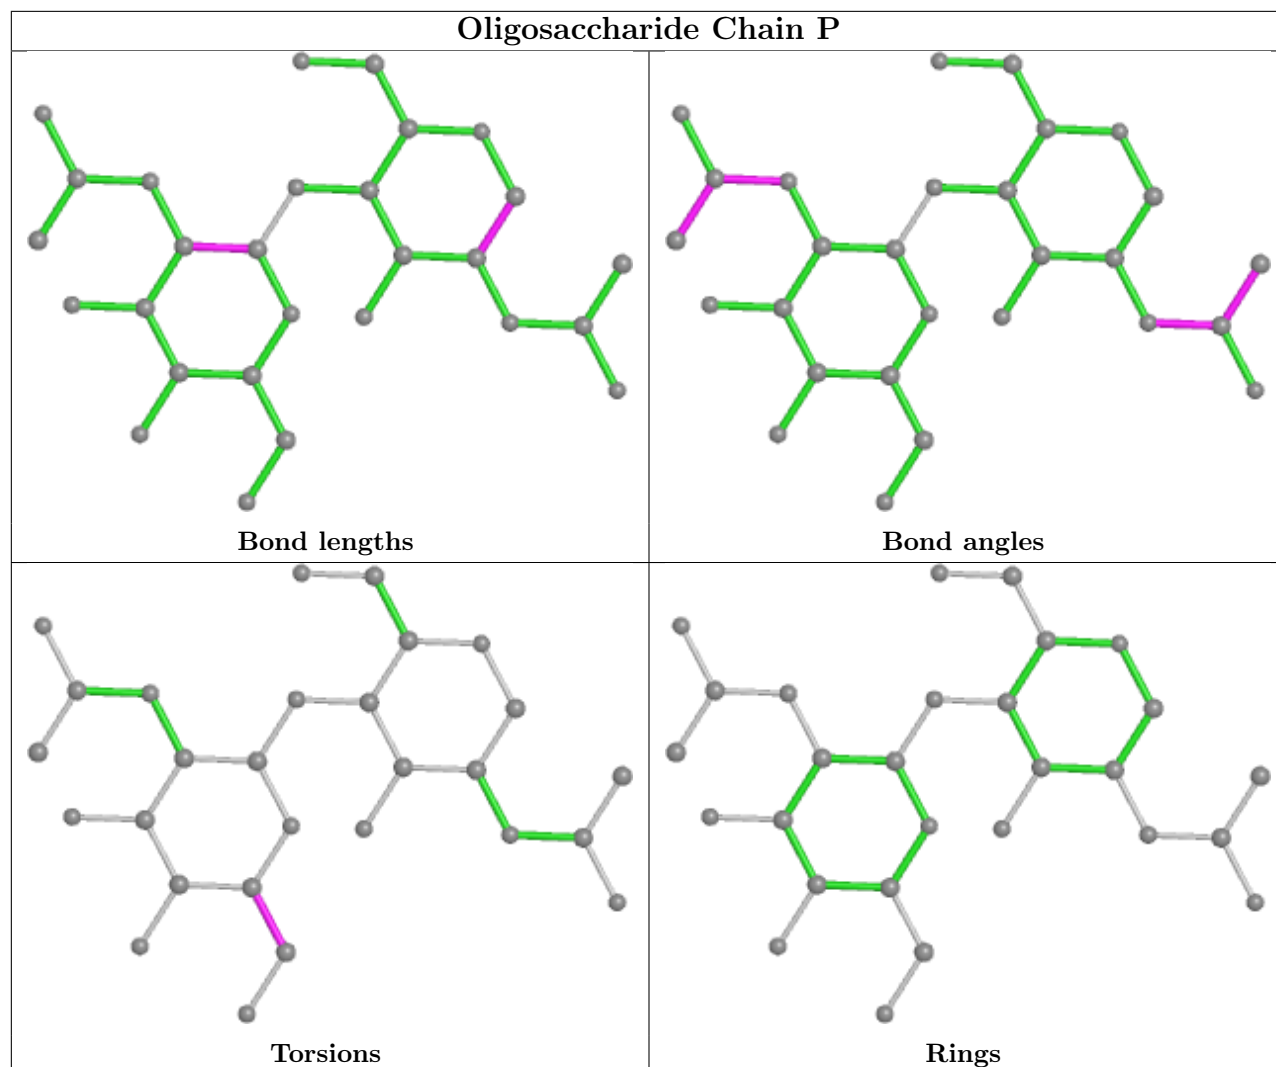 Oligosaccharide Chain P
Bond lengths
Bond angles
Torsions
Rings